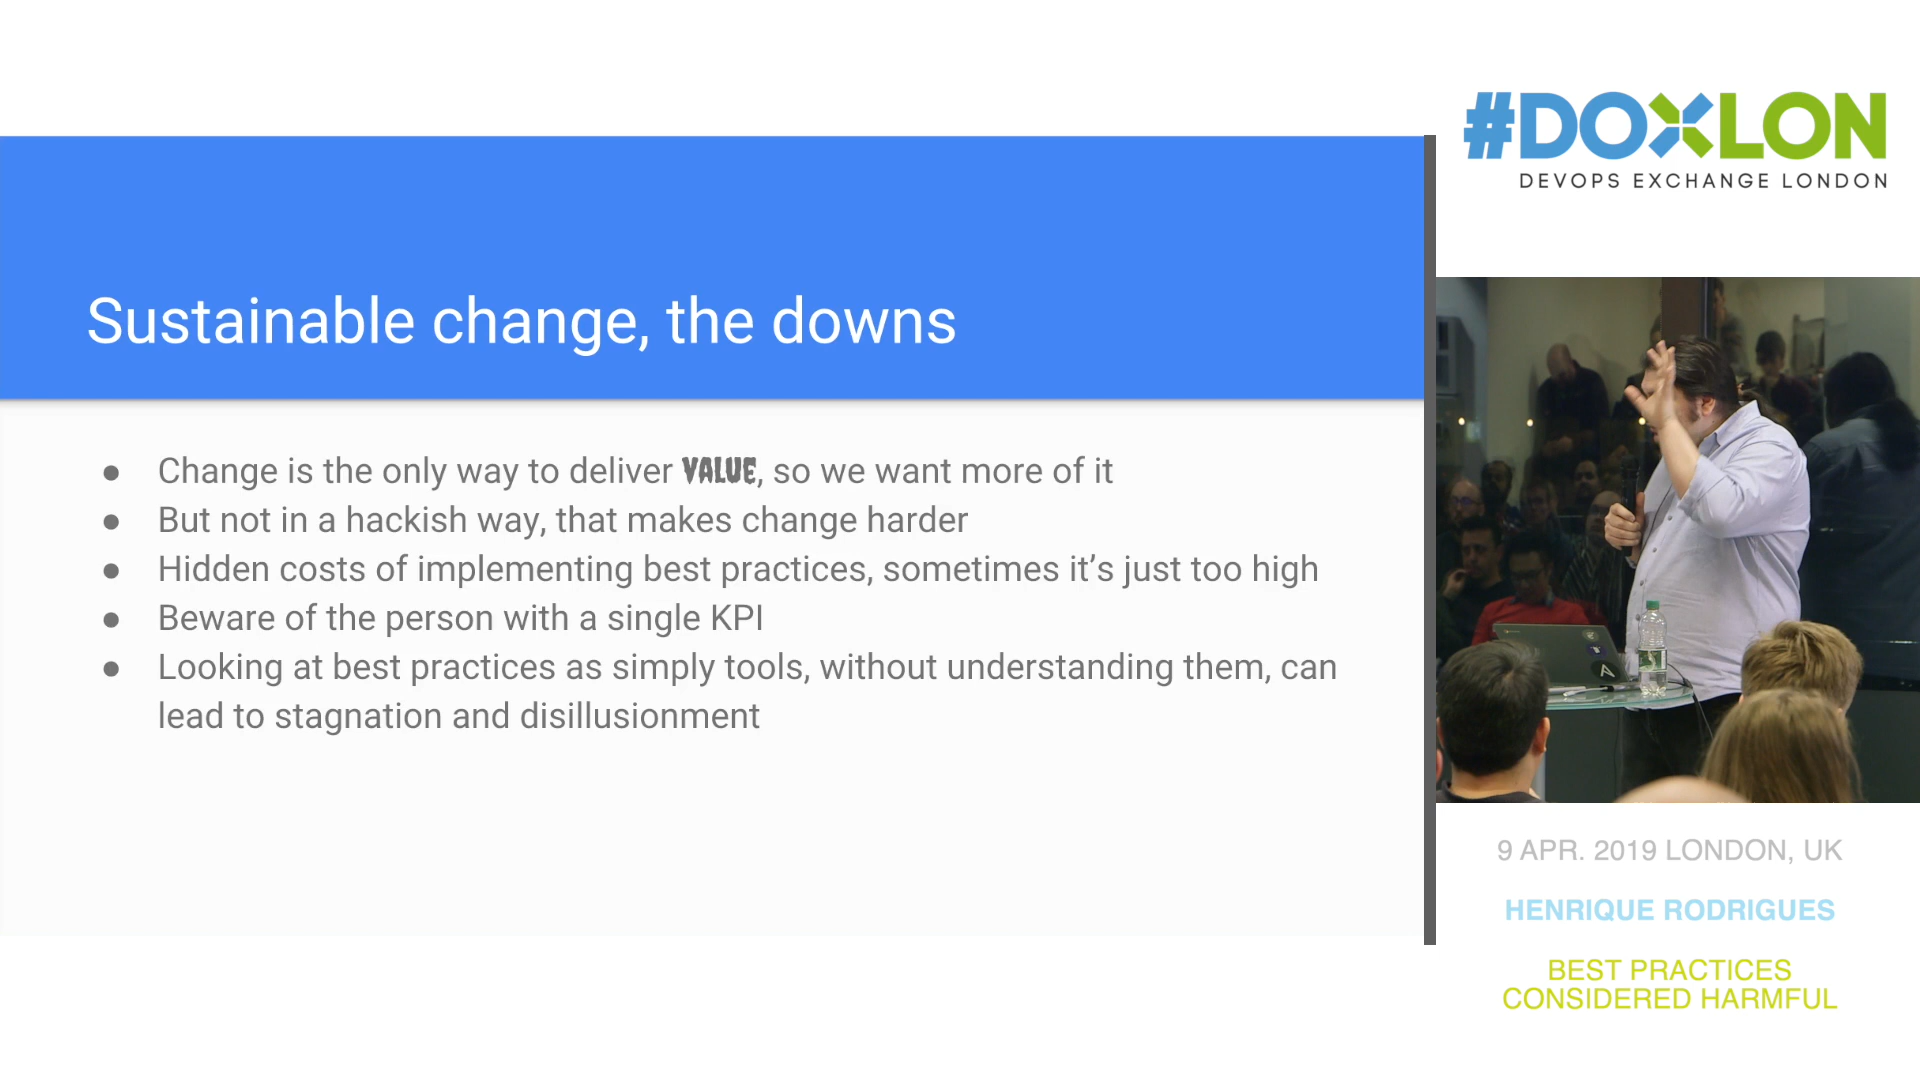 Sustainable change, the downs
● Change is the only way to deliver VALUE, so we want more of it
● But not in a hackish way, that makes change harder
● Hidden costs of implementing best practices, sometimes it’s just too high
● Beware of the person with a single KPI
● Looking at best practices as simply tools, without understanding them, can
lead to stagnation and disillusionment
#DOXLON
DEVOPS EXCHANGE LONDON
9 APR. 2019 LONDON, UK
HENRIQUE RODRIGUES
BEST PRACTICES
CONSIDERED HARMFUL